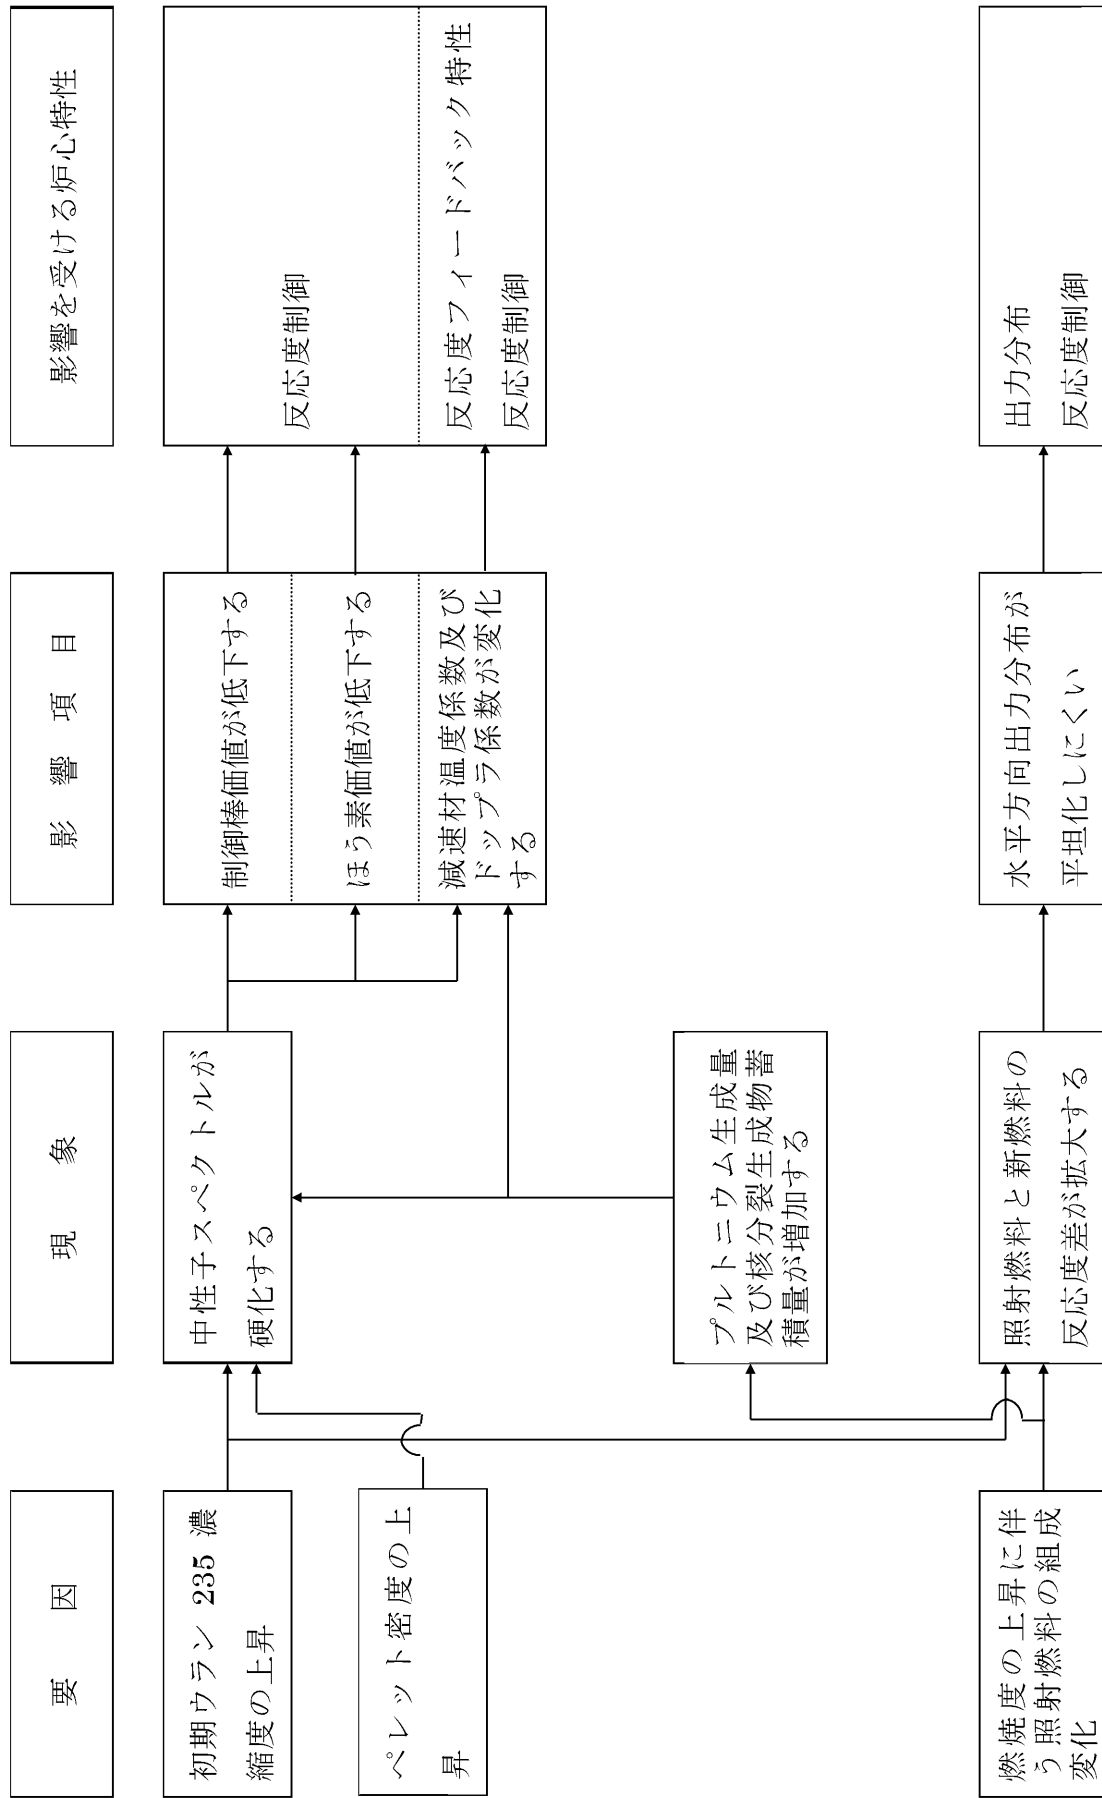 要　因
現　象
影　響　項　目
影響を受ける炉心特性
初期ウラン 235 濃
縮度の上昇
ペレット密度の上
昇
燃焼度の上昇に伴
う照射燃料の組成
変化
中性子スペクトルが
硬化する
プルトニウム生成量
及び核分裂生成物蓄
積量が増加する
照射燃料と新燃料の
反応度差が拡大する
制御棒価値が低下する
ほう素価値が低下する
減速材温度係数及び
ドップラ係数が変化
する
水平方向出力分布が
平坦化しにくい
反応度制御
反応度フィードバック特性
反応度制御
出力分布
反応度制御